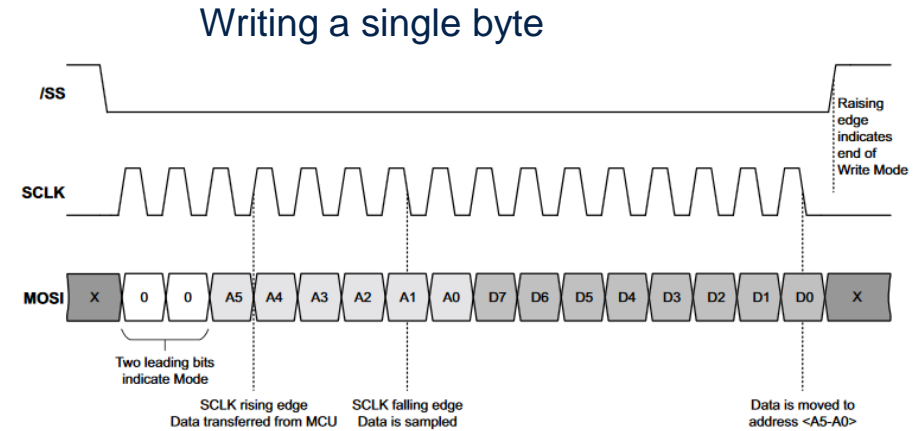 Writing a single byte
/SS
Raising
edge
indicates
end of
Write Mode
SCLK
MOSI X 0 0 A5 A4 A3 A2 A1 A0 D7 D6 D5 D4 D3 D2 D1 D0 X
Two leading bits
indicate Mode
SCLK rising edge
Data transferred from MCU
SCLK falling edge
Data is sampled
Data is moved to
address <A5-A0>